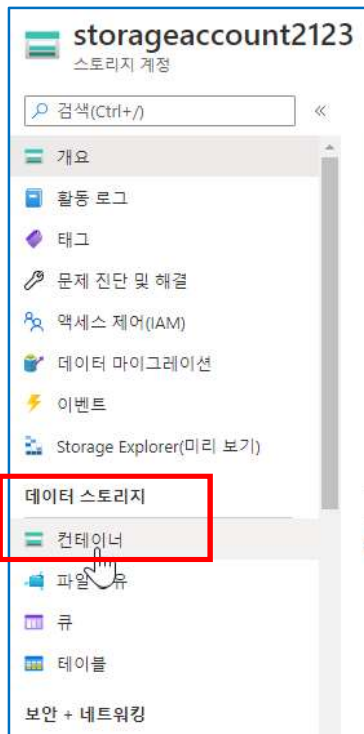 storageaccount2123
스토리지 계정
검색(Ctrl+/)
개요
활동 로그
태그
문제 진단 및 해결
액세스 제어(IAM)
데이터 마이그레이션
이벤트
Storage Explorer(미리 보기)
데이터 스토리지
컨테이너
파일 공유
큐
테이블
보안 + 네트워킹